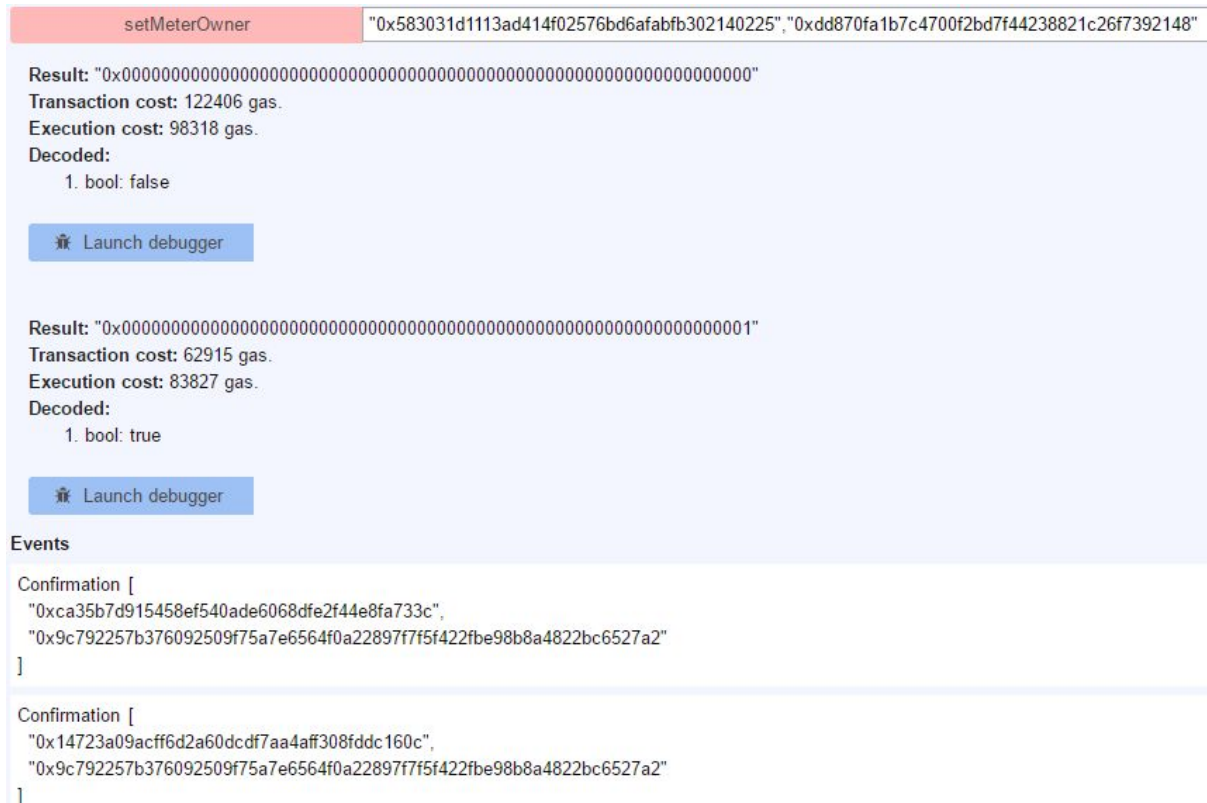 setMeterOwner "0x583031d1113ad414f02576bd6afabfb302140225","0xdd870fa1b7c4700f2bd7f44238821c26f7392148"
Result: "0x0000000000000000000000000000000000000000000000000000000000000000"
Transaction cost: 122406 gas.
Execution cost: 98318 gas.
Decoded:
1. bool: false
Launch debugger
Result: "0x0000000000000000000000000000000000000000000000000000000000000001"
Transaction cost: 62915 gas.
Execution cost: 83827 gas.
Decoded:
1. bool: true
Launch debugger
Events
Confirmation [
"0xca35b7d915458ef540ade6068dfe2f44e8fa733c",
"0x9c792257b376092509f75a7e6564f0a22897f7f5f422fbe98b8a4822bc6527a2"
]
Confirmation [
"0x14723a09acff6d2a60dcdf7aa4aff308fddc160c",
"0x9c792257b376092509f75a7e6564f0a22897f7f5f422fbe98b8a4822bc6527a2"
]